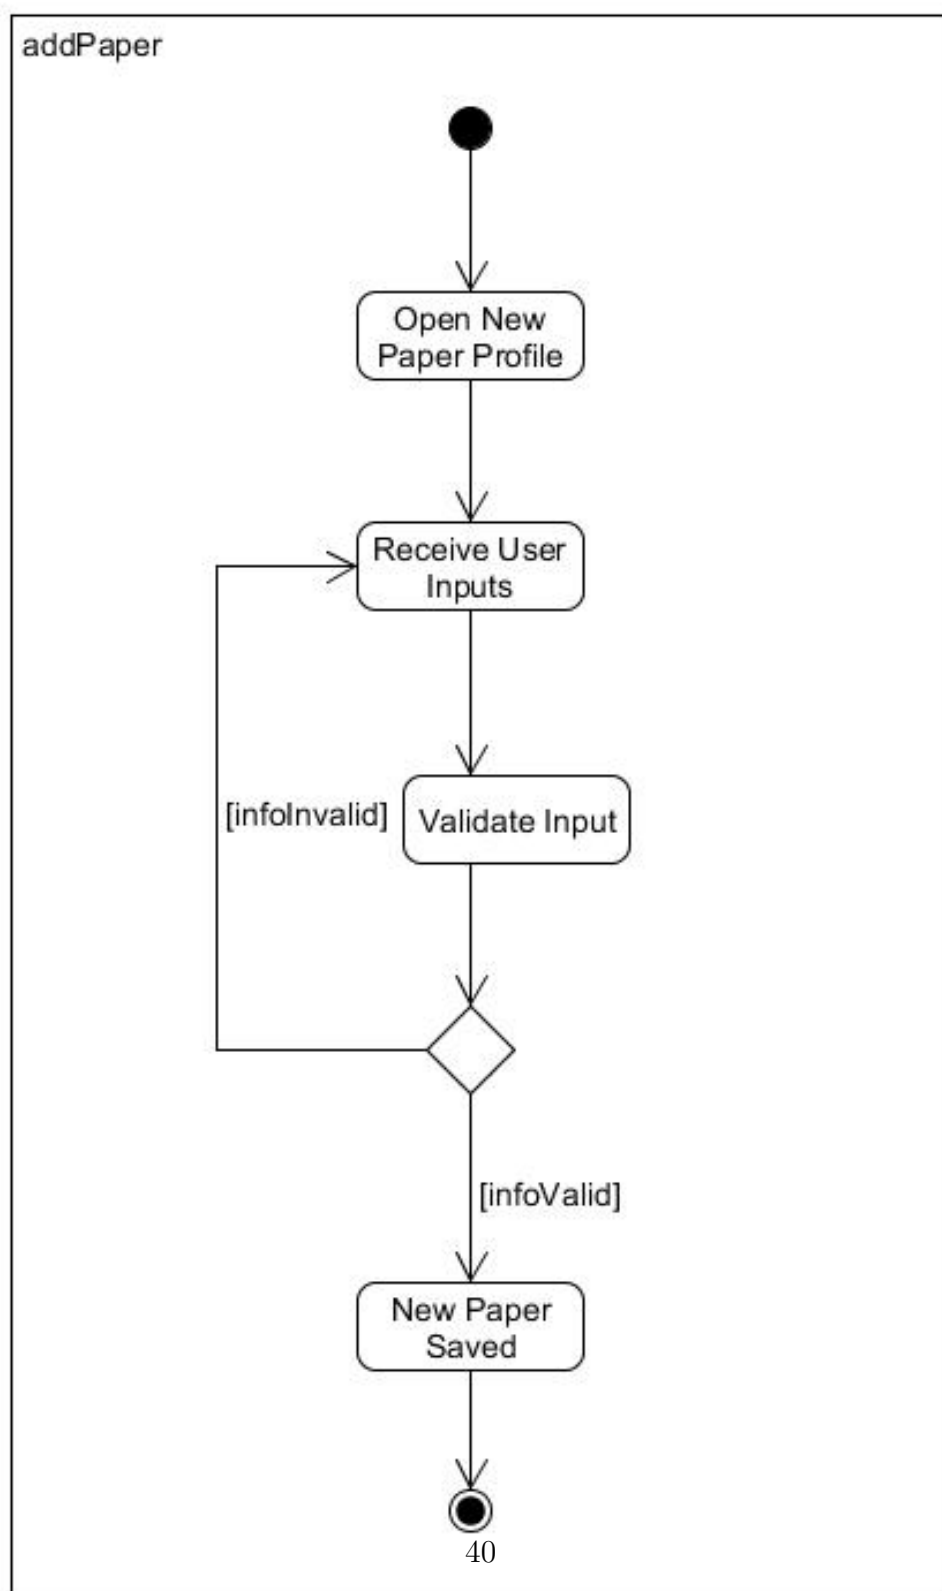 addPaper
Open New
Paper Profile
Receive User
Inputs
[infoInvalid]
Validate Input
[infoValid]
New Paper
Saved
40